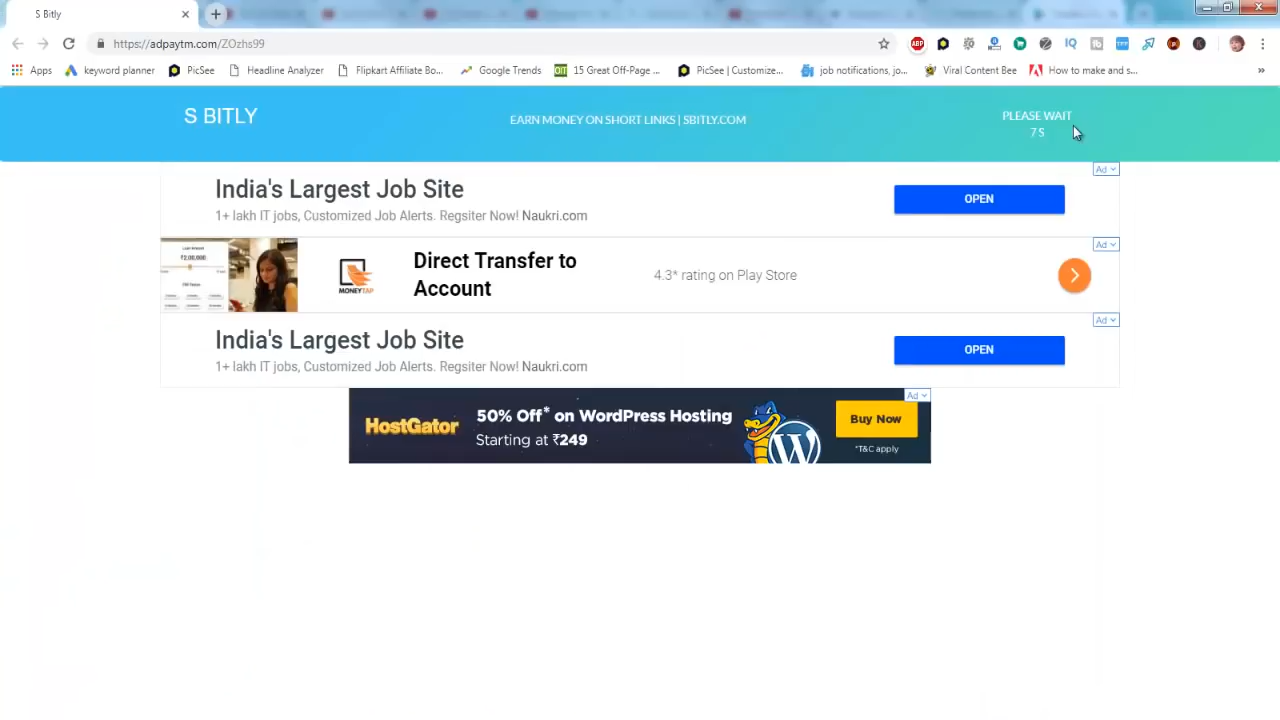 S Bitly
https://adpaytm.com/ZOzhs99
Apps
keyword planner
PicSee
Headline Analyzer
Flipkart Affiliate Bo...
Google Trends
15 Great Off-Page ...
PicSee | Customize...
job notifications, jo...
Viral Content Bee
How to make and s...
S BITLY
EARN MONEY ON SHORT LINKS | SBITLY.COM
PLEASE WAIT
7 S
Ad
India's Largest Job Site
1+ lakh IT jobs, Customized Job Alerts. Regsiter Now! Naukri.com
OPEN
Ad
MONEYTAP
Direct Transfer to
Account
4.3* rating on Play Store
Ad
India's Largest Job Site
1+ lakh IT jobs, Customized Job Alerts. Regsiter Now! Naukri.com
OPEN
Ad
HostGator
50% Off* on WordPress Hosting
Starting at ₹249
Buy Now
*T&C apply